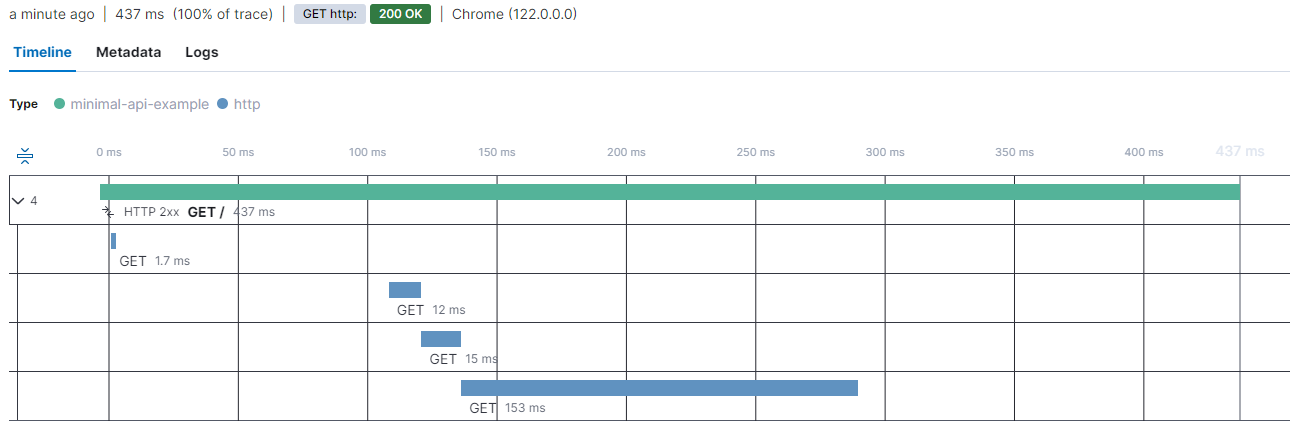 a minute ago | 437 ms (100% of trace) | GET http: 200 OK | Chrome (122.0.0.0)
Timeline Metadata Logs
Type minimal-api-example http
0 ms 50 ms 100 ms 150 ms 200 ms 250 ms 300 ms 350 ms 400 ms 437 ms
4
HTTP 2xx GET / 437 ms
GET 1.7 ms
GET 12 ms
GET 15 ms
GET 153 ms